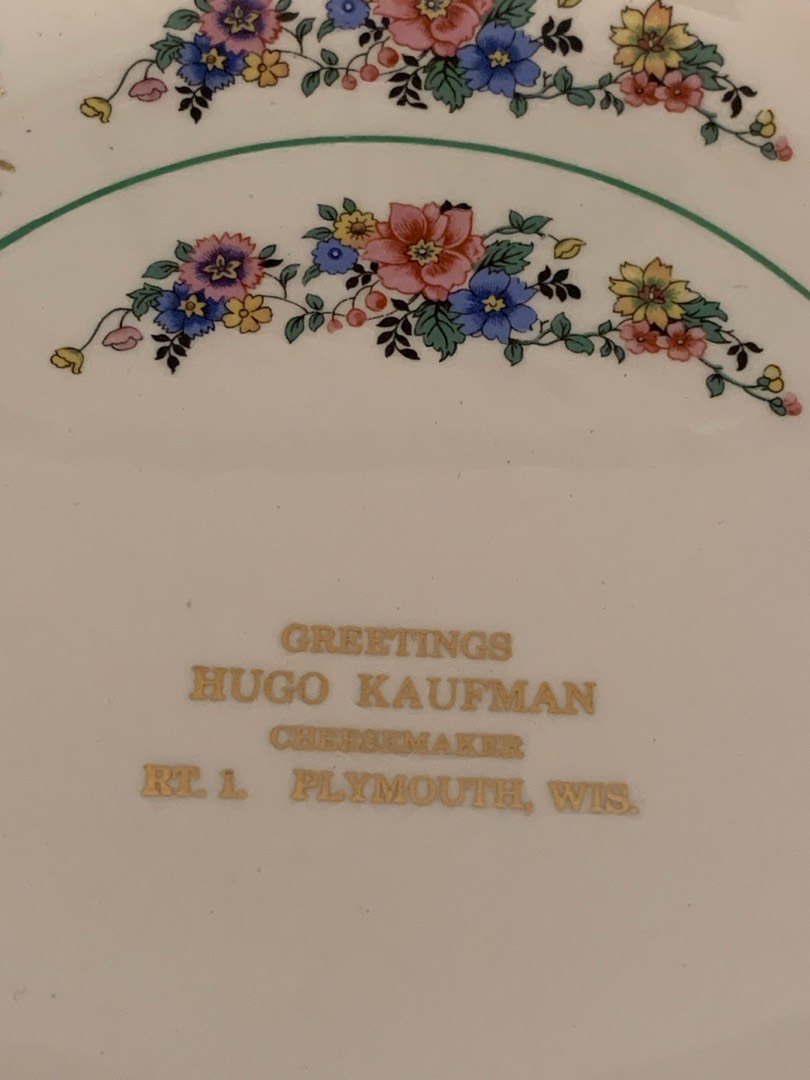 GREETINGS
HUGO KAUFMAN
CHEESEMAKER
RT. 1. PLYMOUTH, WIS.